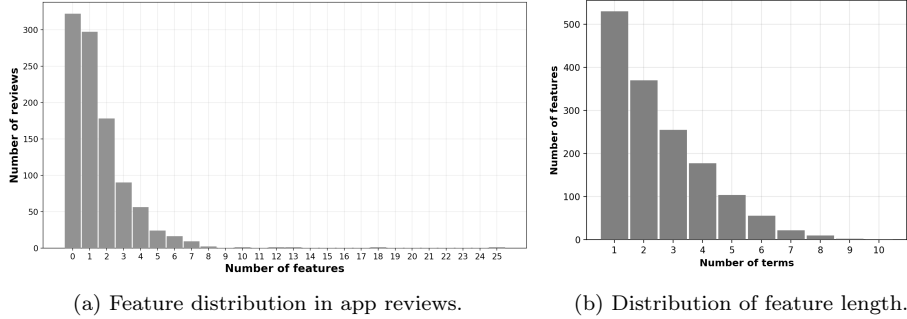 300
250
200
150
100
50
0
Number of reviews
0 1 2 3 4 5 6 7 8 9 10 11 12 13 14 15 16 17 18 19 20 21 22 23 24 25
Number of features
(a) Feature distribution in app reviews.
500
400
300
200
100
0
Number of features
1 2 3 4 5 6 7 8 9 10
Number of terms
(b) Distribution of feature length.